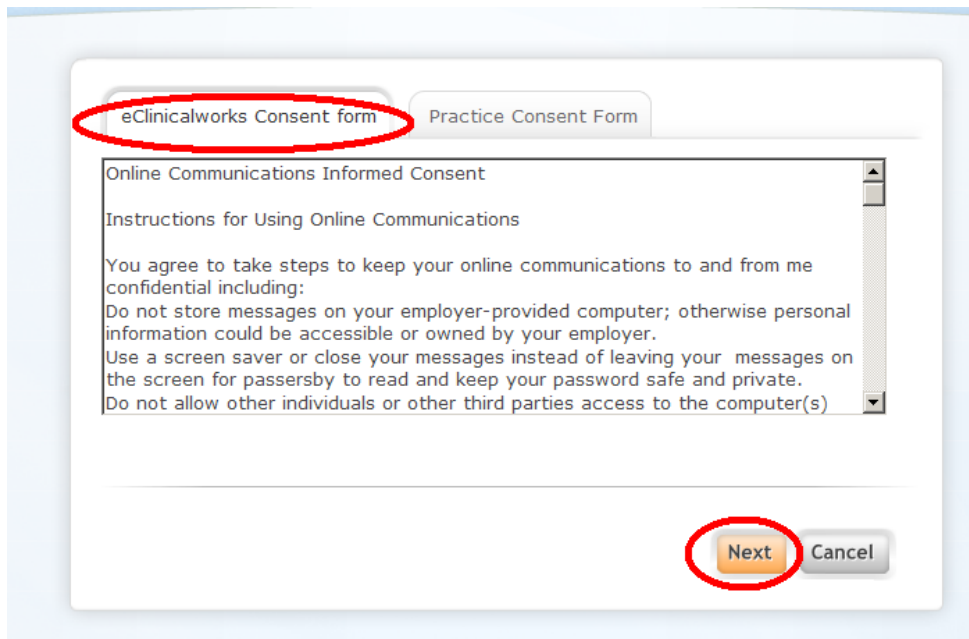 eClinicalworks Consent form
Practice Consent Form
Online Communications Informed Consent
Instructions for Using Online Communications
You agree to take steps to keep your online communications to and from me
confidential including:
Do not store messages on your employer-provided computer; otherwise personal
information could be accessible or owned by your employer.
Use a screen saver or close your messages instead of leaving your  messages on
the screen for passersby to read and keep your password safe and private.
Do not allow other individuals or other third parties access to the computer(s)
Next
Cancel